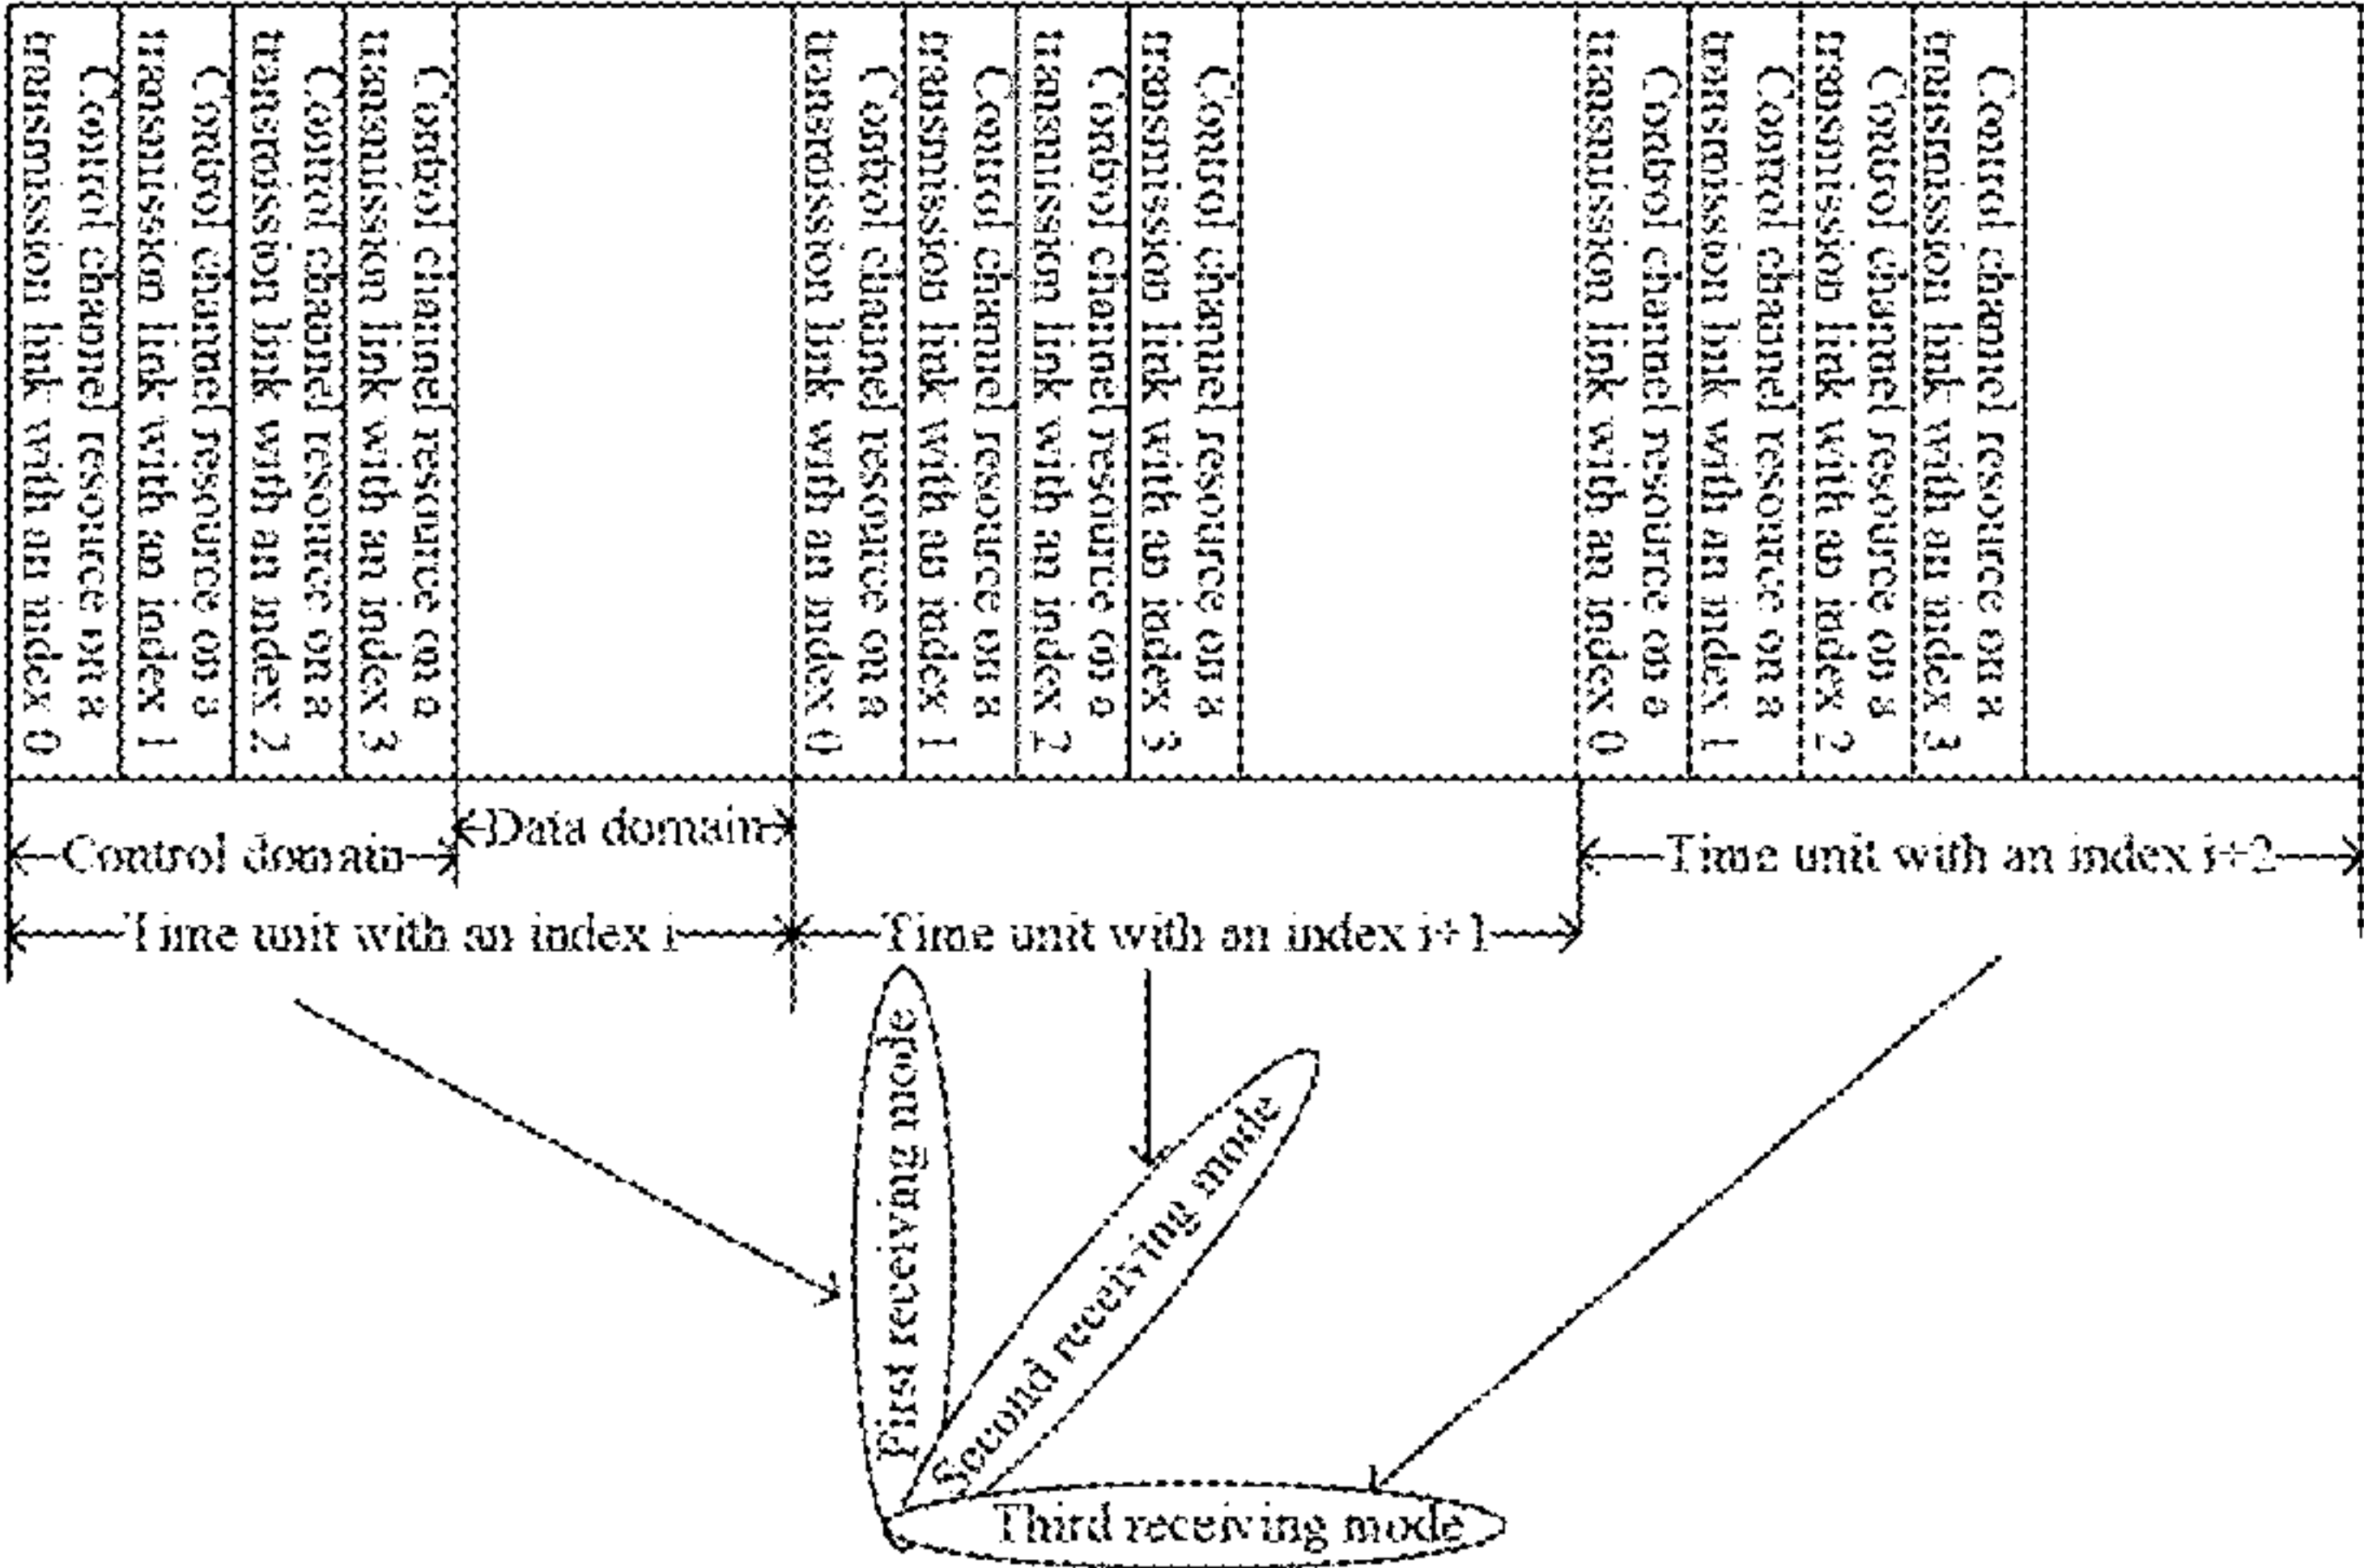 Control channel resource on a
transmission link with an index 0
Control channel resource on a
transmission link with an index 1
Control channel resource on a
transmission link with an index 2
Control channel resource on a
transmission link with an index 3
Control channel resource on a
transmission link with an index 0
Control channel resource on a
transmission link with an index 1
Control channel resource on a
transmission link with an index 2
Control channel resource on a
transmission link with an index 3
Control channel resource on a
transmission link with an index 0
Control channel resource on a
transmission link with an index 1
Control channel resource on a
transmission link with an index 2
Control channel resource on a
transmission link with an index 3
Control domain
Data domain
Time unit with an index i+2
Time unit with an index i
Time unit with an index i+1
First receiving mode
Second receiving mode
Third receiving mode